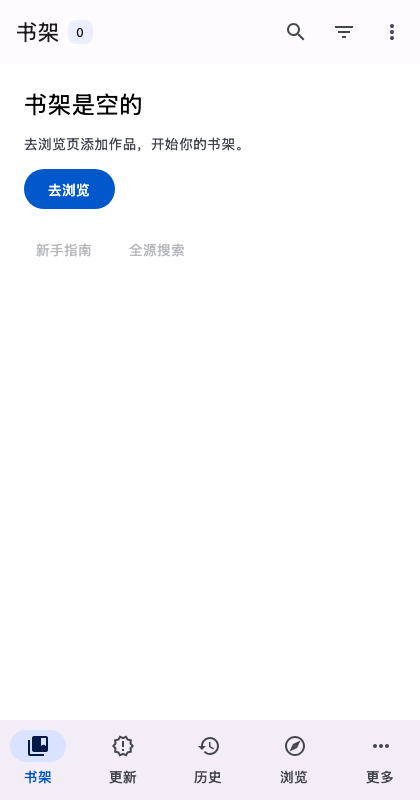 书架 0
书架是空的
去浏览页添加作品，开始你的书架。
去浏览
新手指南 全源搜索
书架 更新 历史 浏览 更多